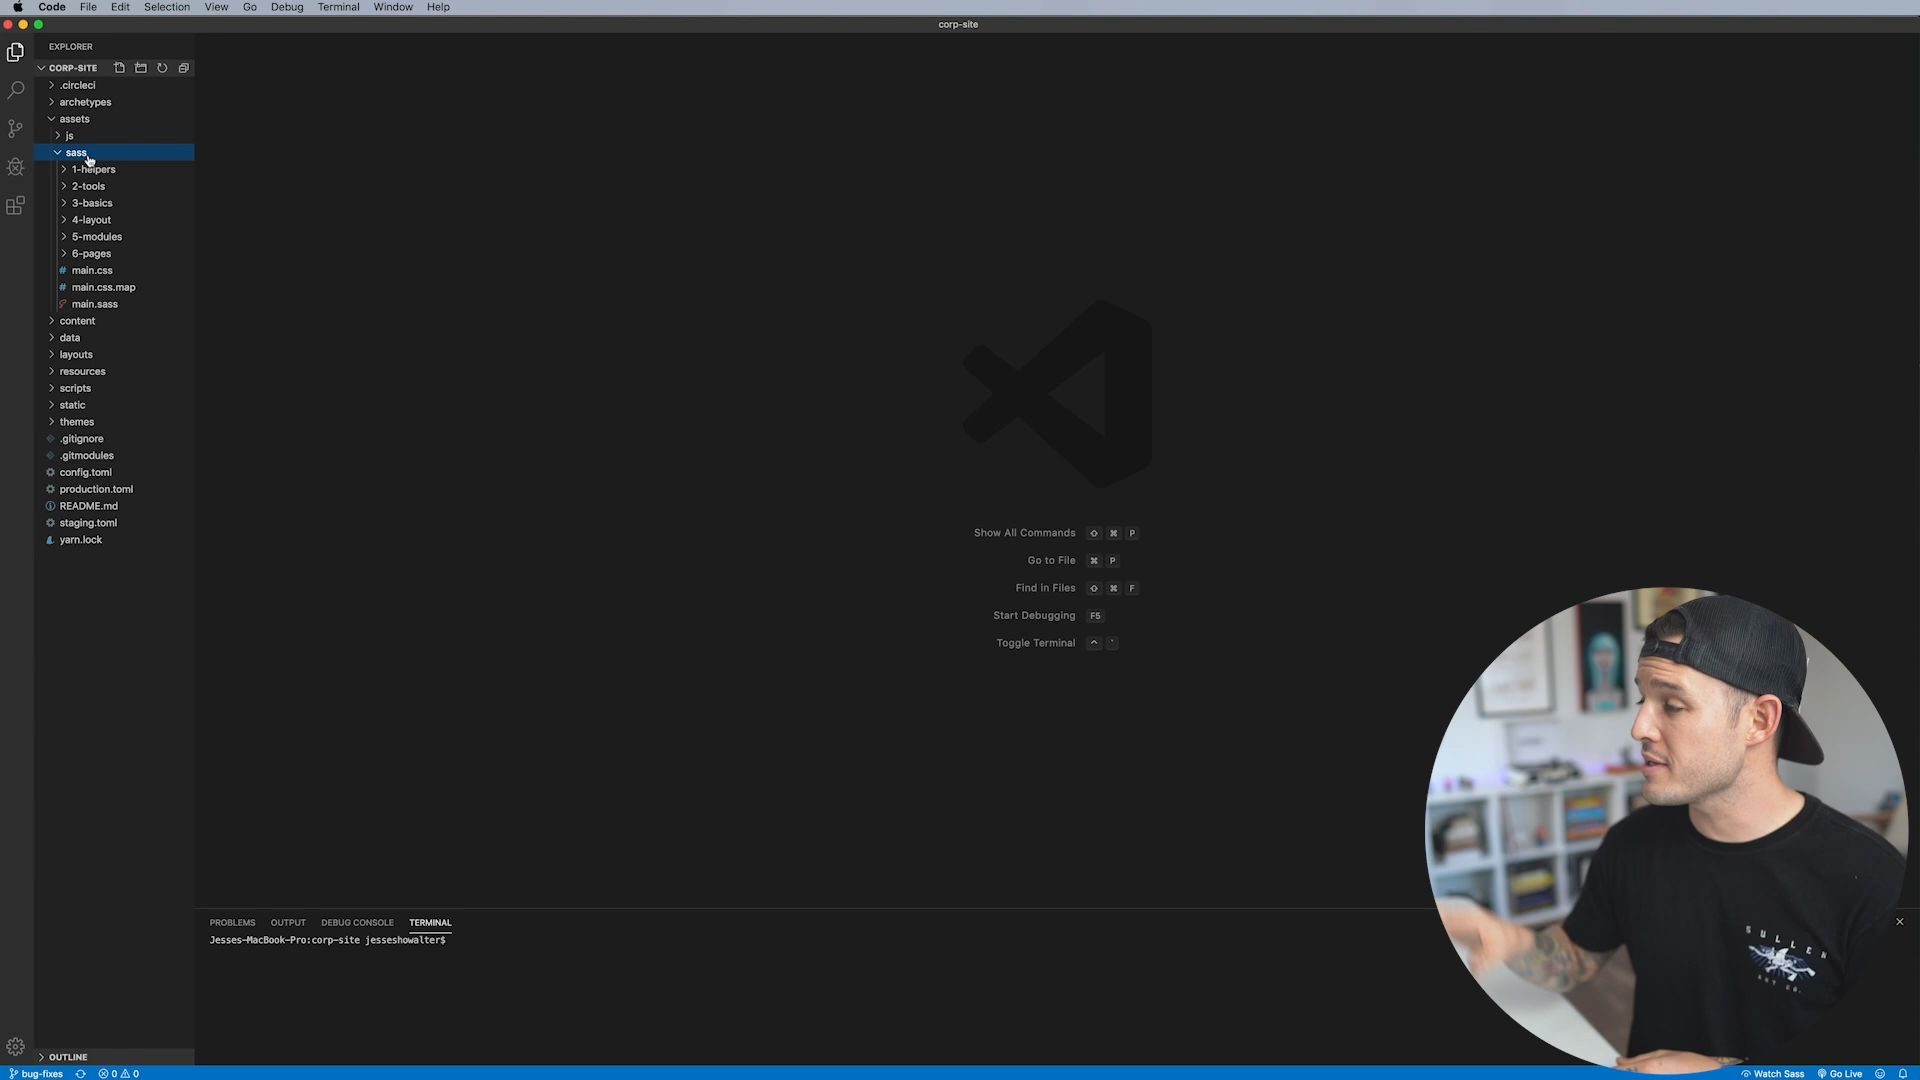 Code File Edit Selection View Go Debug Terminal Window Help
corp-site
EXPLORER
CORP-SITE
.circleci
archetypes
assets
js
sass
1-helpers
2-tools
3-basics
4-layout
5-modules
6-pages
main.css
main.css.map
main.sass
content
data
layouts
resources
scripts
static
themes
.gitignore
.gitmodules
config.toml
production.toml
README.md
staging.toml
yarn.lock
Show All Commands ⇧ ⌘ P
Go to File ⌘ P
Find in Files ⇧ ⌘ F
Start Debugging F5
Toggle Terminal ^ `
PROBLEMS OUTPUT DEBUG CONSOLE TERMINAL
Jesses-MacBook-Pro:corp-site jesseshowalter$
SULLEN
ART CO.
OUTLINE
bug-fixes 0 0 Watch Sass Go Live